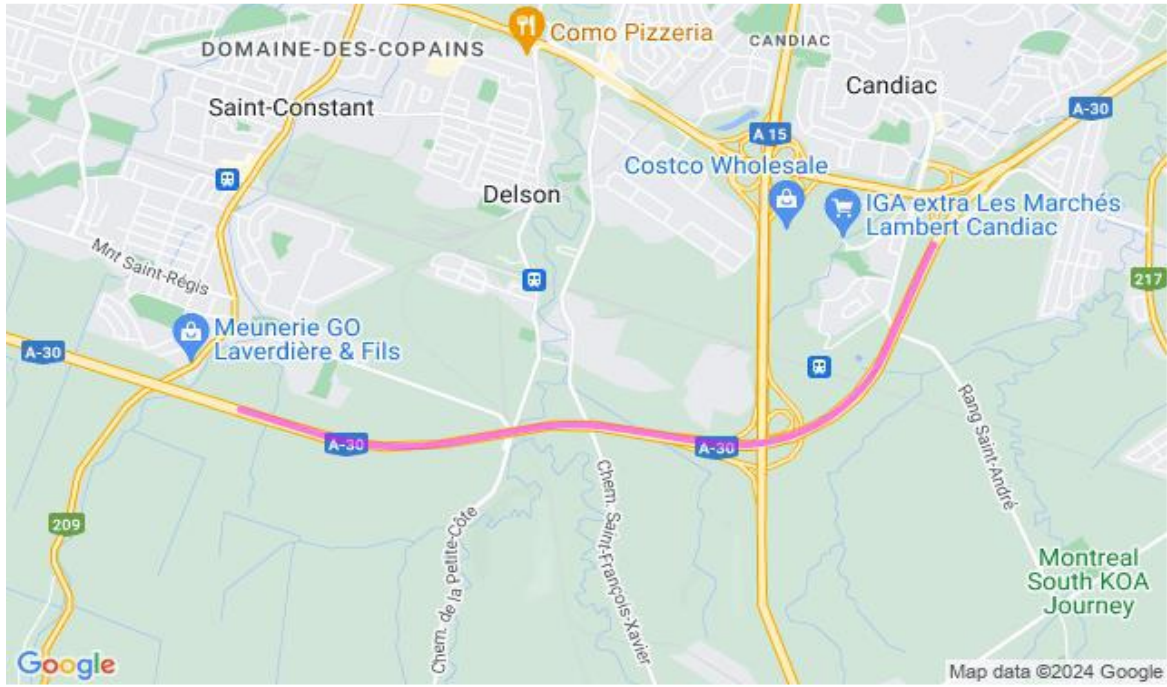 Como Pizzeria
DOMAINE-DES-COPAINS
CANDIAC
Candiac
Saint-Constant
A-30
A 15
Costco Wholesale
Delson
IGA extra Les Marchés
Lambert Candiac
Mnt Saint-Régis
217
Meunerie GO
Laverdière & Fils
A-30
A-30
A-30
Rang Saint-André
Chem. Saint-François-Xavier
Chem. de la Petite-Côte
209
Montreal
South KOA
Journey
Google
Map data ©2024 Google